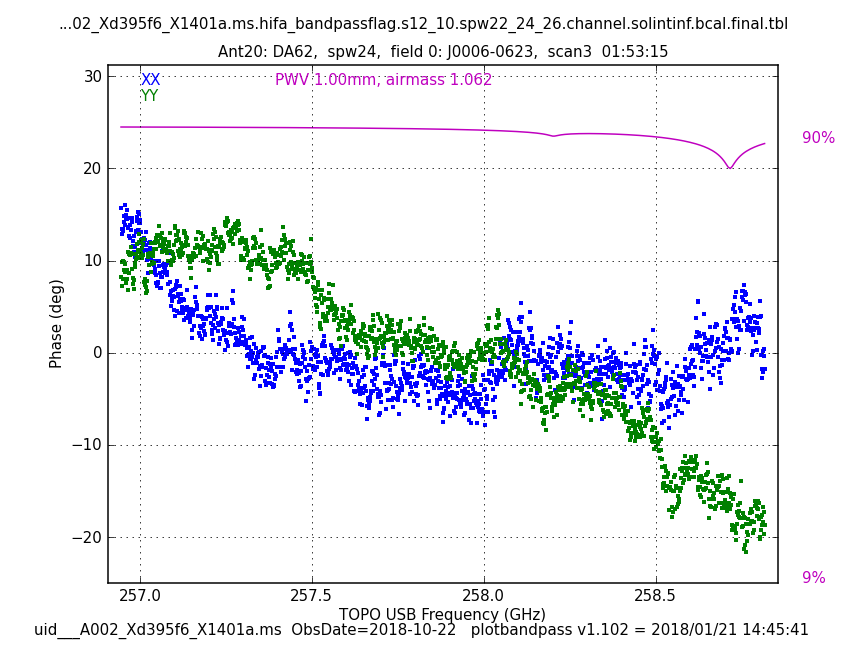 ...02_Xd395f6_X1401a.ms.hifa_bandpassflag.s12_10.spw22_24_26.channel.solintinf.bcal.final.tbl
Ant20: DA62, spw24, field 0: J0006-0623, scan3 01:53:15
XX
YY
PWV 1.00mm, airmass 1.062
90%
9%
30
20
10
0
−10
−20
Phase (deg)
257.0 257.5 258.0 258.5
TOPO USB Frequency (GHz)
uid___A002_Xd395f6_X1401a.ms ObsDate=2018-10-22 plotbandpass v1.102 = 2018/01/21 14:45:41